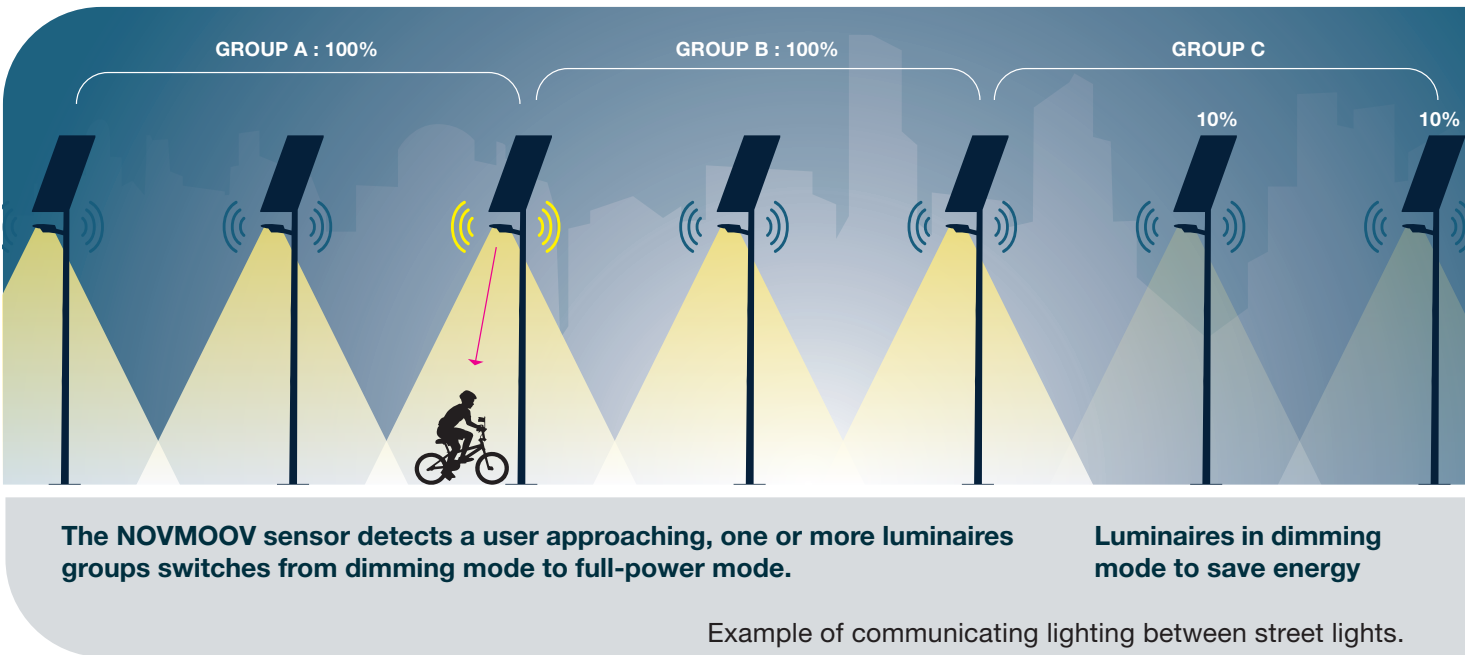 GROUP A : 100%
GROUP B : 100%
GROUP C
10%
10%
The NOVMOOV sensor detects a user approaching, one or more luminaires
groups switches from dimming mode to full-power mode.
Luminaires in dimming
mode to save energy
Example of communicating lighting between street lights.